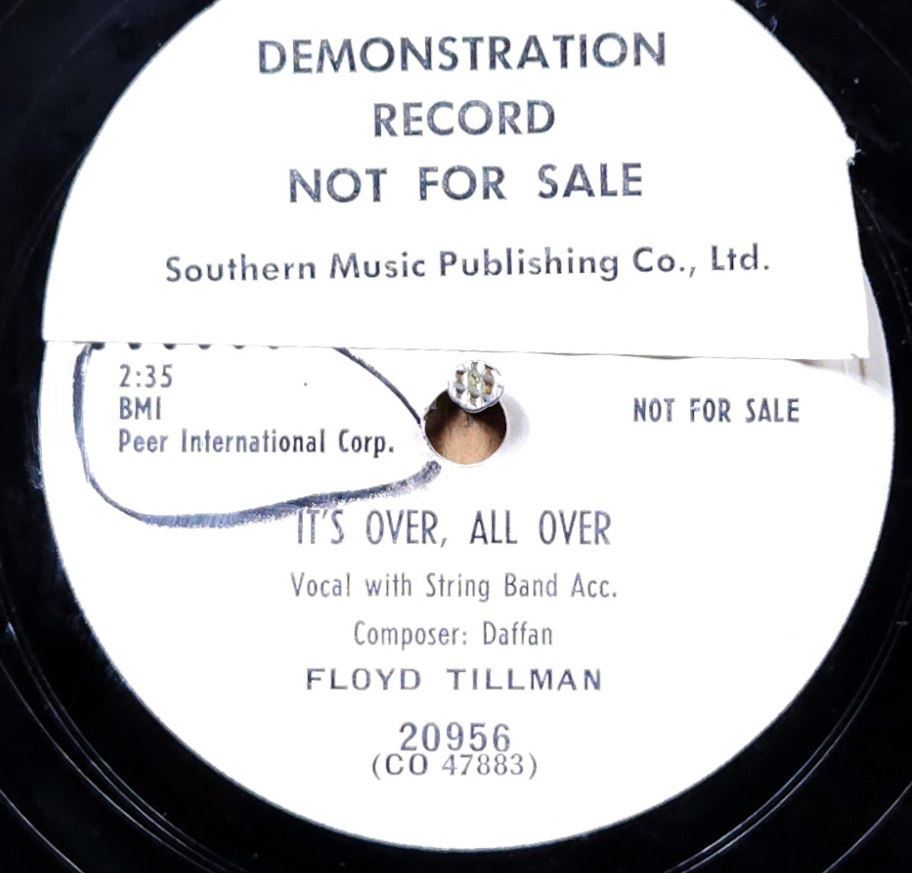 DEMONSTRATION
RECORD
NOT FOR SALE
Southern Music Publishing Co., Ltd.
2:35
BMI
Peer International Corp.
NOT FOR SALE
IT'S OVER, ALL OVER
Vocal with String Band Acc.
Composer: Daffan
FLOYD TILLMAN
20956
(CO 47883)